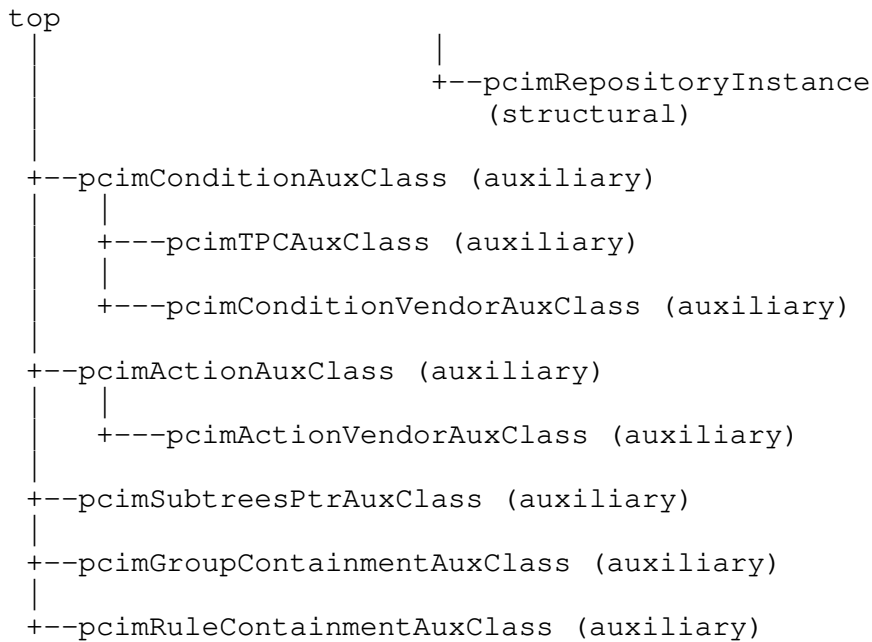 top
|                         |
|                         +--pcimRepositoryInstance
|                            (structural)
|
+--pcimConditionAuxClass (auxiliary)
|   |
|   +---pcimTPCAuxClass (auxiliary)
|   |
|   +---pcimConditionVendorAuxClass (auxiliary)
|
+--pcimActionAuxClass (auxiliary)
|   |
|   +---pcimActionVendorAuxClass (auxiliary)
|
+--pcimSubtreesPtrAuxClass (auxiliary)
|
+--pcimGroupContainmentAuxClass (auxiliary)
|
+--pcimRuleContainmentAuxClass (auxiliary)